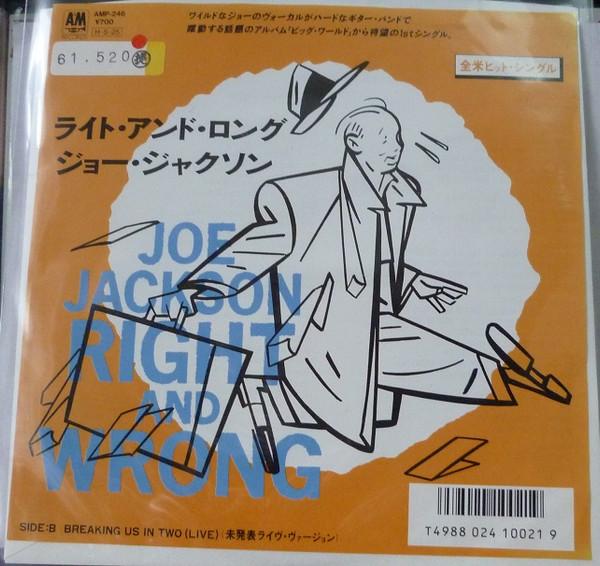 A&M RECORDS
AMP-246
¥700
H・S・25
61.520 ㊙
ワイルドなジョーのヴォーカルがハードなギター・バンドで
躍動する話題のアルバム「ビッグ・ワールド」から待望の1stシングル。
全米ヒット・シングル
ライト・アンド・ロング
ジョー・ジャクソン
JOE
JACKSON
RIGHT
AND
WRONG
SIDE:B BREAKING US IN TWO (LIVE) (未発表ライヴ・ヴァージョン)
T4988 024 10021 9